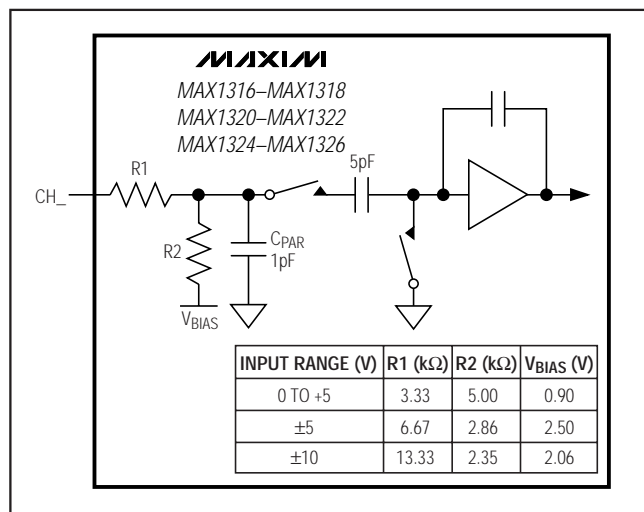 MAXIM
MAX1316–MAX1318
MAX1320–MAX1322
MAX1324–MAX1326
5pF
R1
CH_
R2
CPAR
1pF
VBIAS
INPUT RANGE (V) R1 (kΩ) R2 (kΩ) VBIAS (V)
0 TO +5 3.33 5.00 0.90
±5 6.67 2.86 2.50
±10 13.33 2.35 2.06